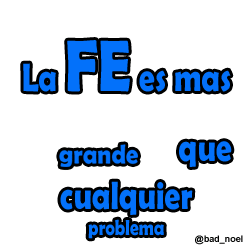 La FE es mas
grande que
cualquier
problema
@bad_noel